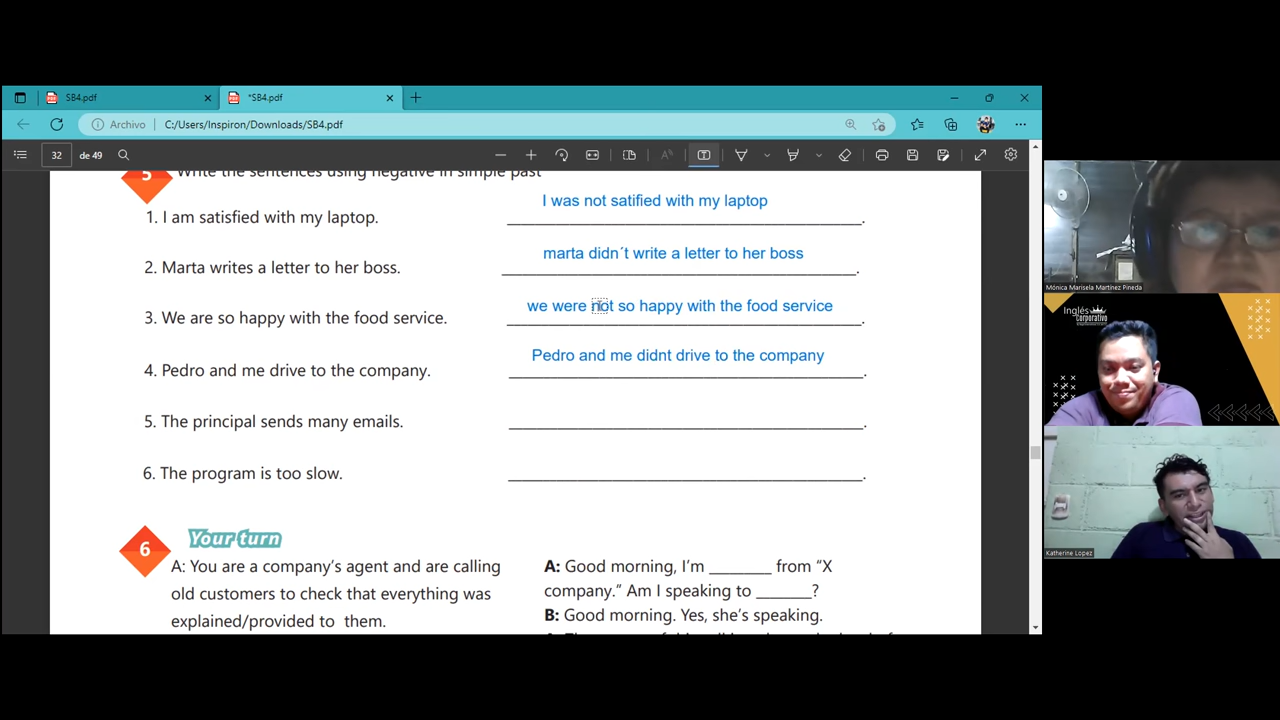 SB4.pdf
*SB4.pdf
Archivo
C:/Users/Inspiron/Downloads/SB4.pdf
32
de 49
5
Write the sentences using negative in simple past
1. I am satisfied with my laptop.
I was not satified with my laptop
2. Marta writes a letter to her boss.
marta didn´t write a letter to her boss
3. We are so happy with the food service.
we were not so happy with the food service
4. Pedro and me drive to the company.
Pedro and me didnt drive to the company
5. The principal sends many emails.
6. The program is too slow.
6
Your turn
A: You are a company’s agent and are calling
old customers to check that everything was
explained/provided to them.
A: Good morning, I’m ________ from “X
company.” Am I speaking to _______?
B: Good morning. Yes, she’s speaking.
Mónica Marisela Martínez Pineda
Inglés
Corporativo
Katherine Lopez